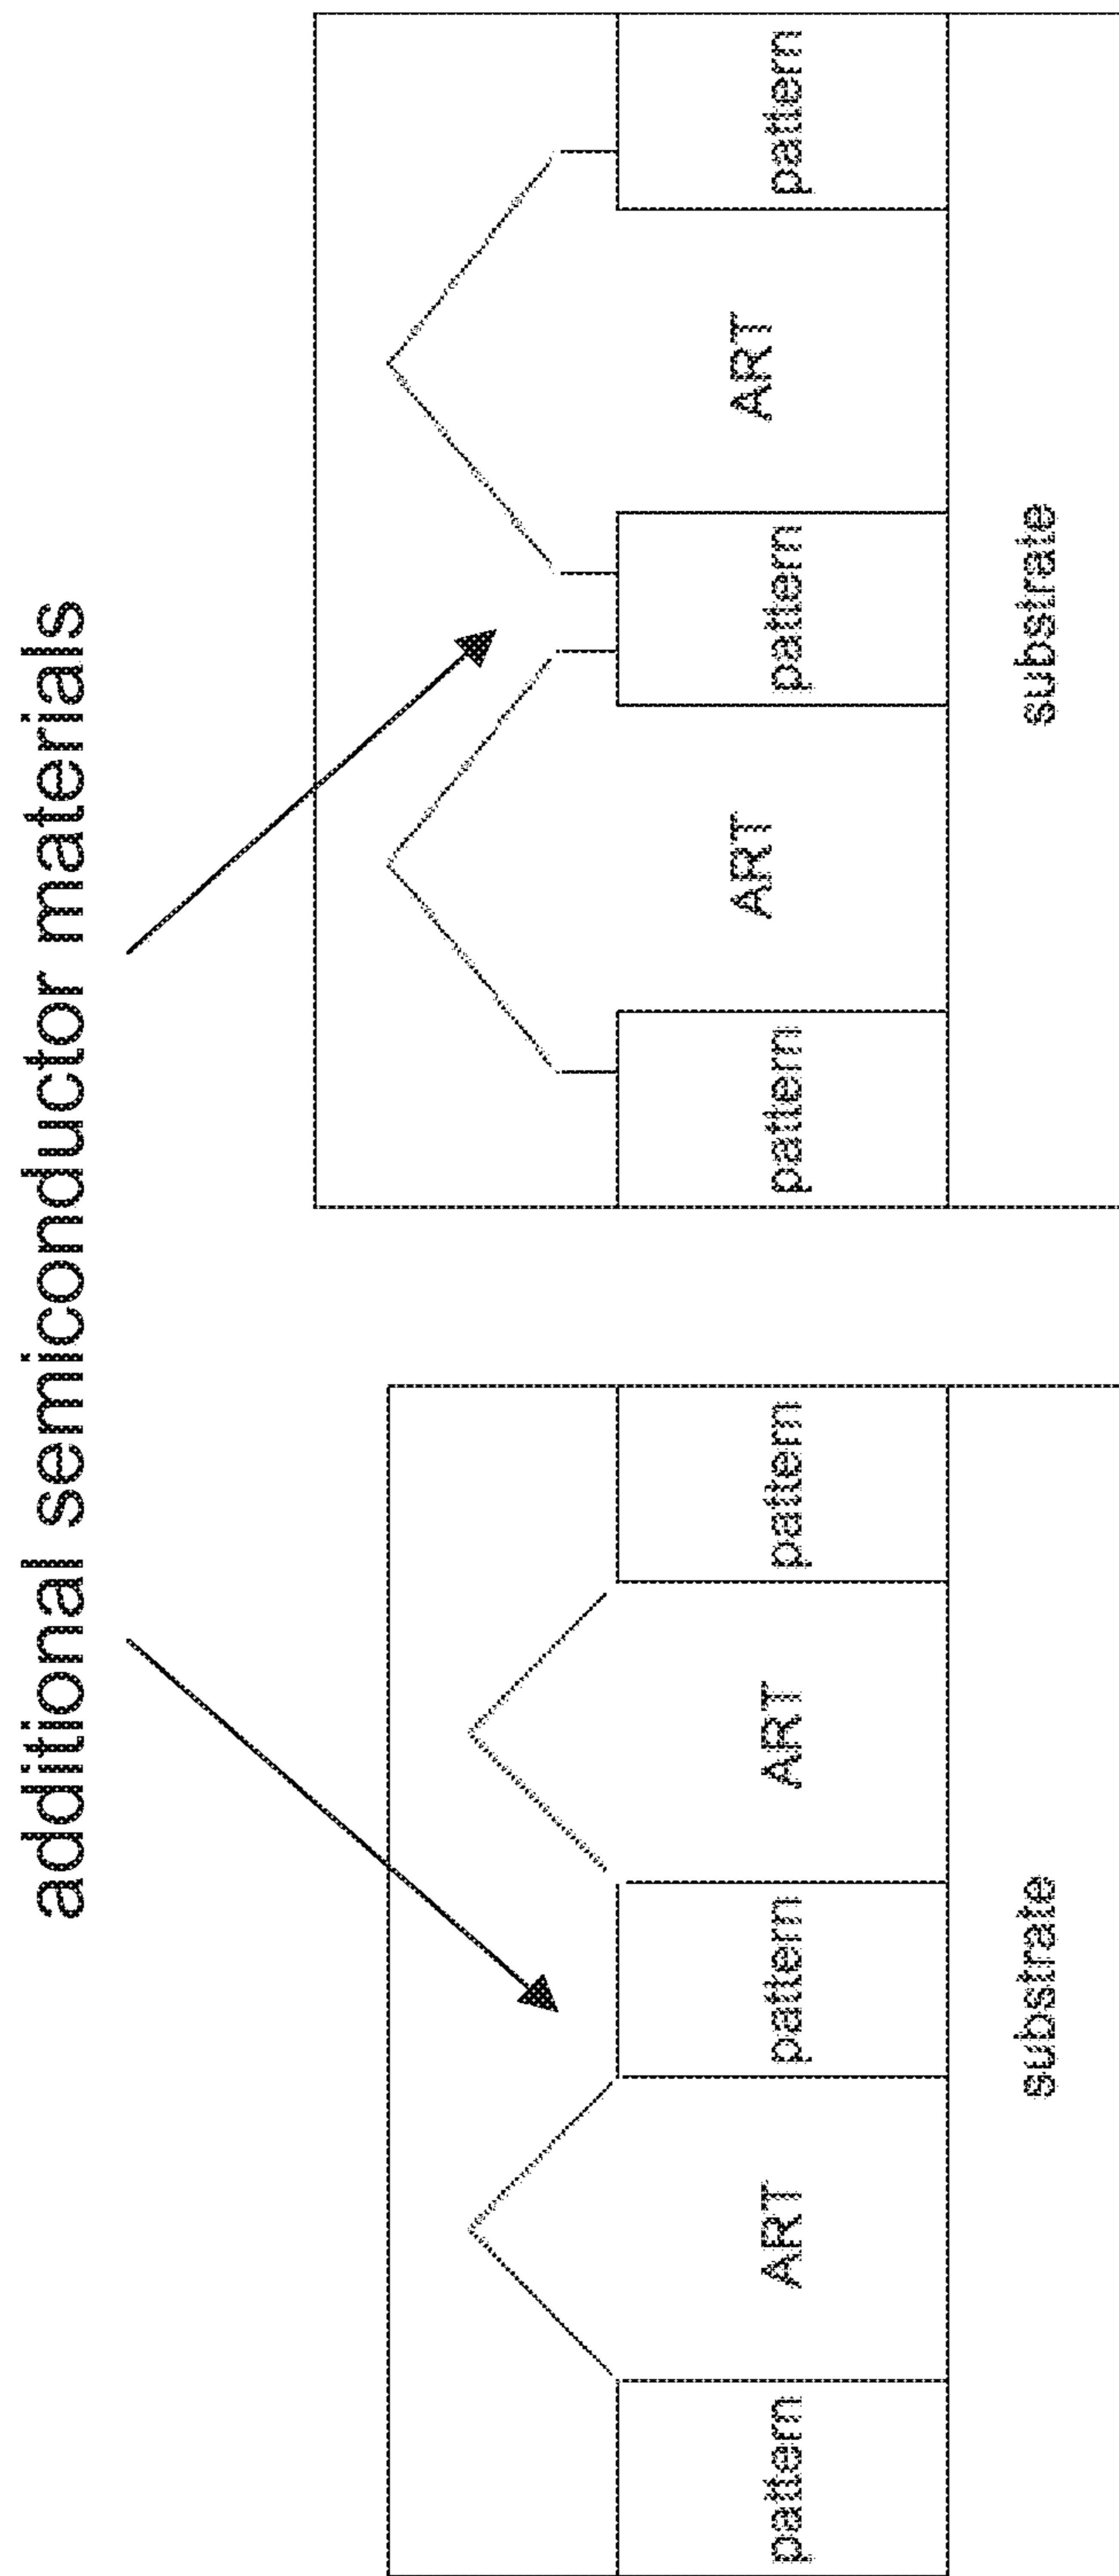 additional semiconductor materials
pattern ART pattern ART pattern
substrate
pattern ART pattern ART pattern
substrate